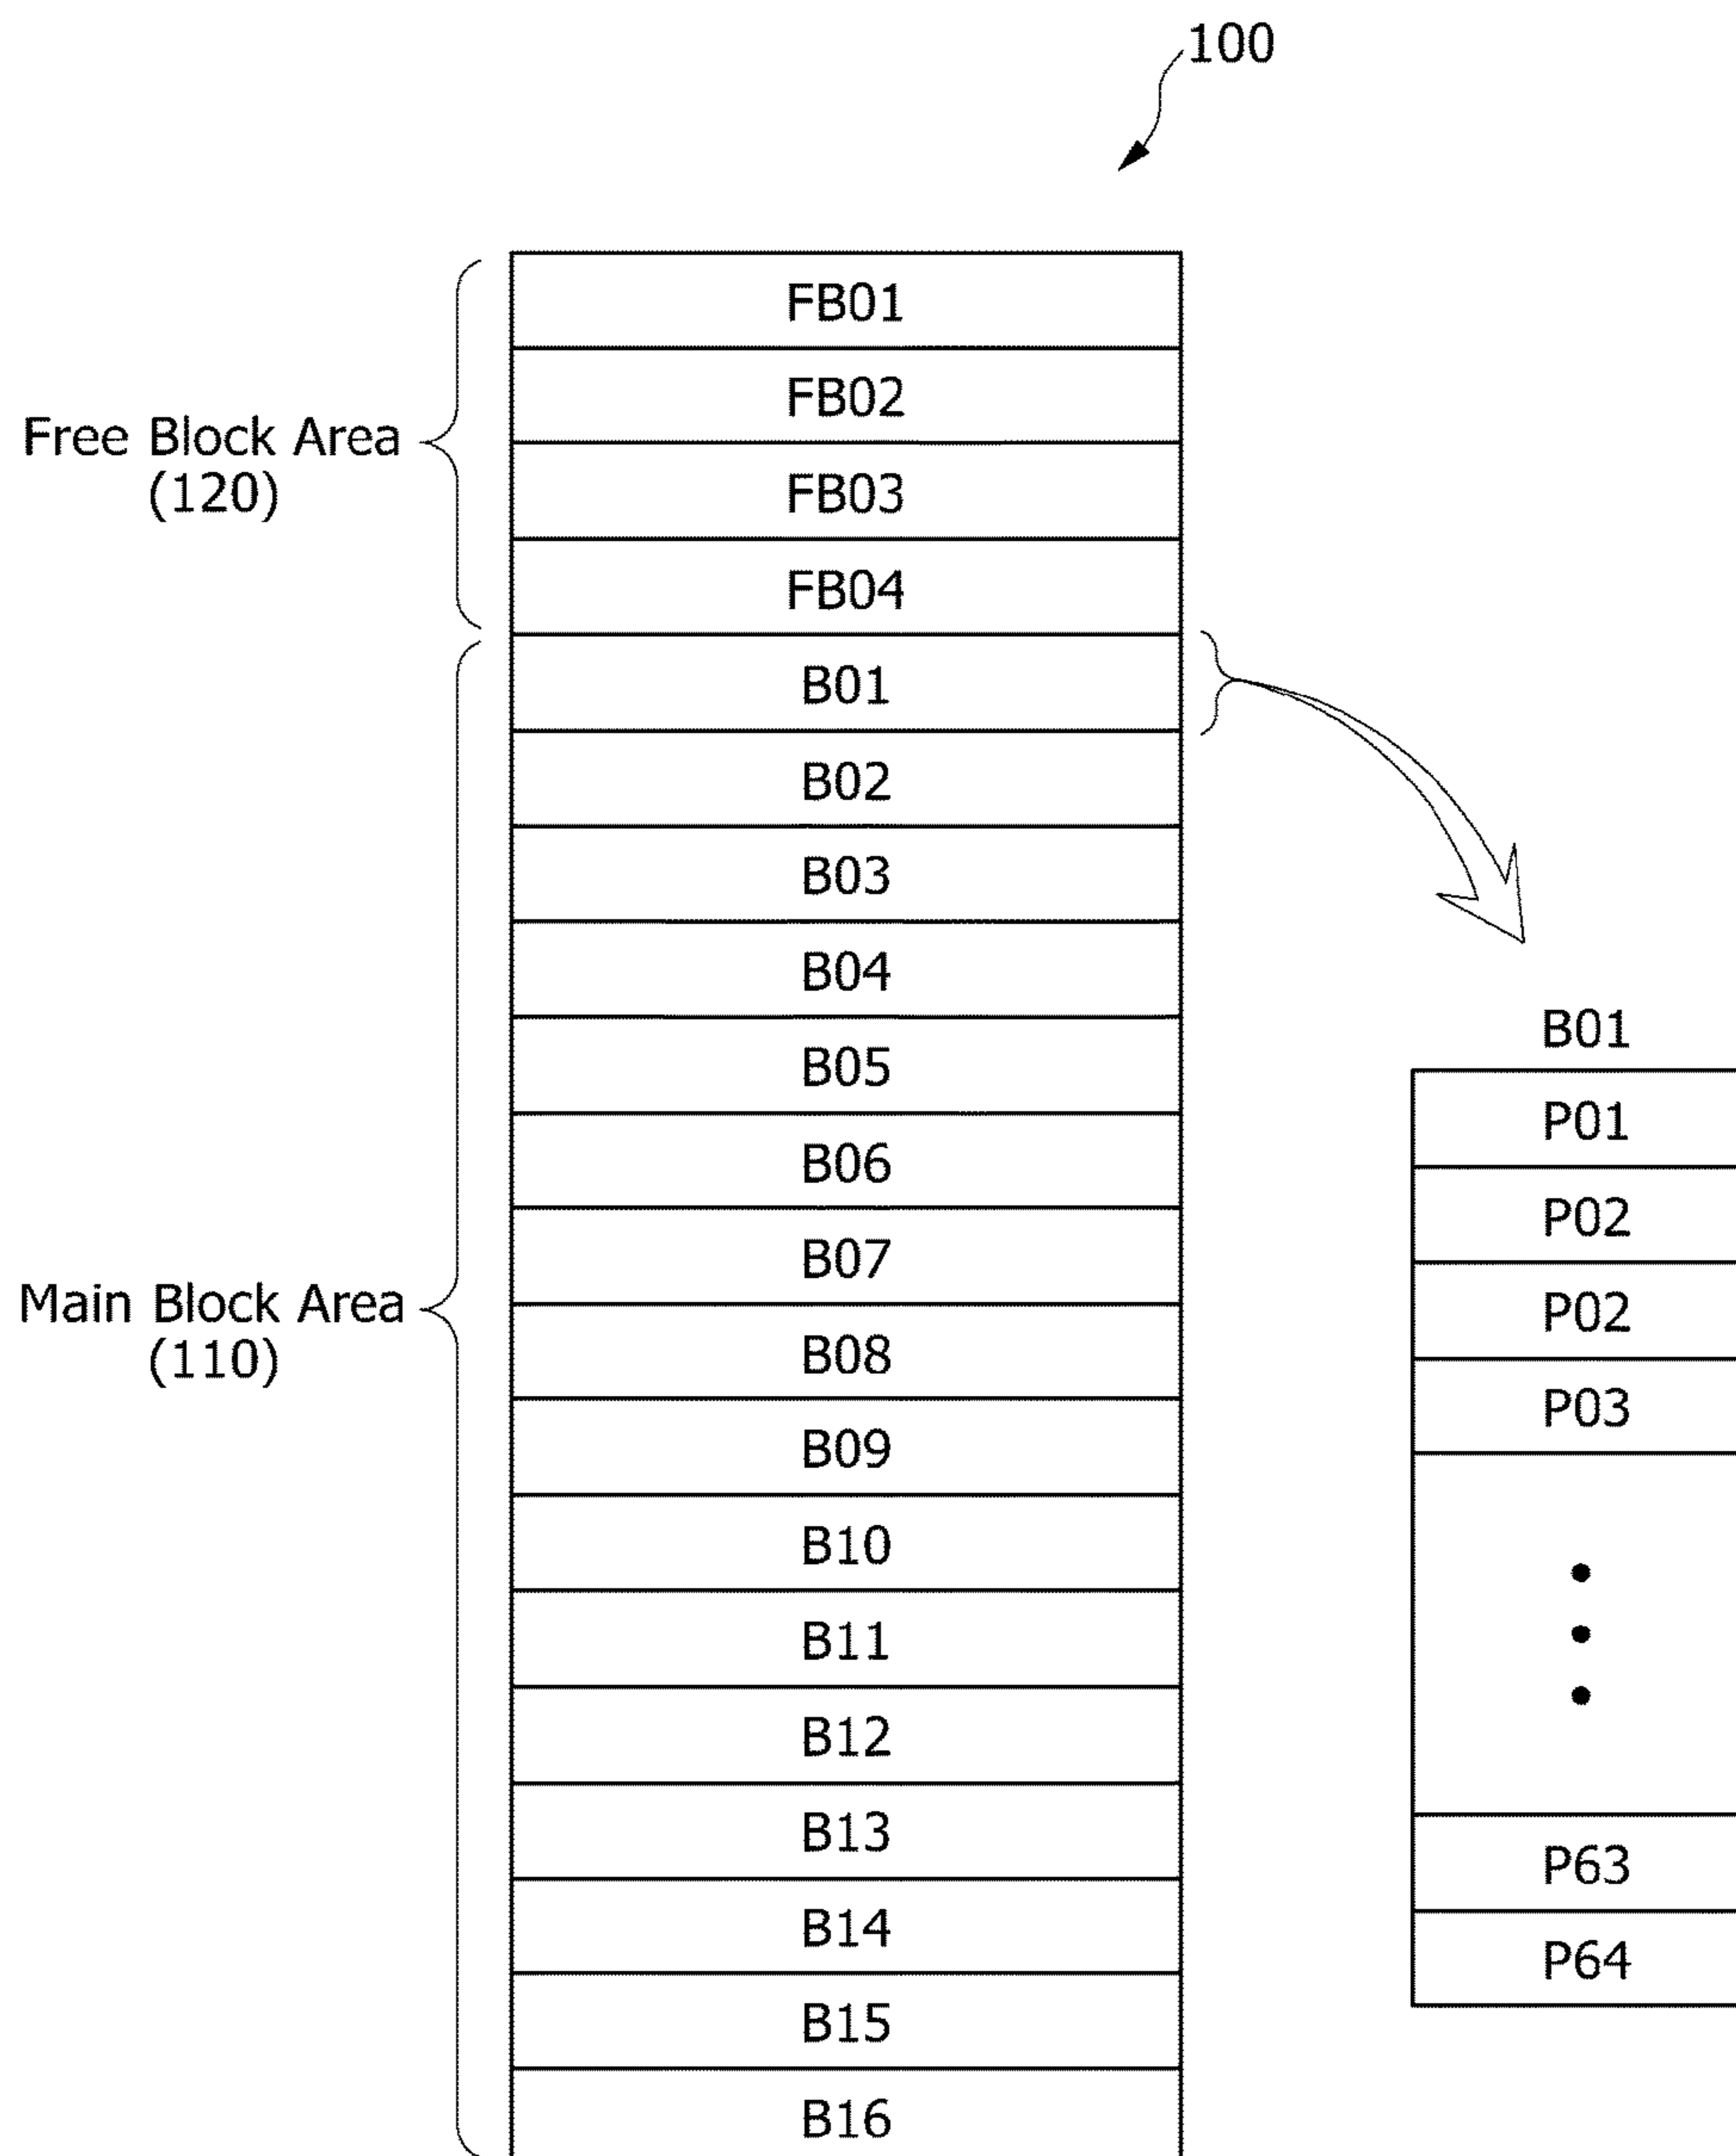 100
FB01
FB02
Free Block Area
(120)
FB03
FB04
B01
B02
B03
B04
B05
B06
B07
Main Block Area
(110)
B08
B09
B10
B11
B12
B13
B14
B15
B16
B01
P01
P02
P02
P03
P63
P64